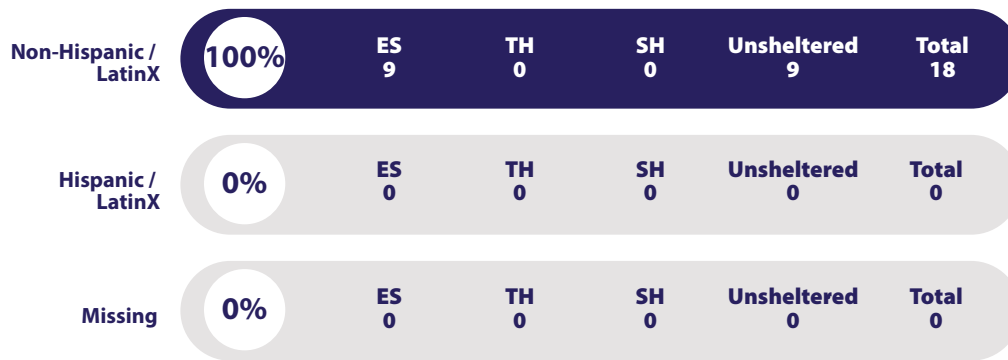 Non-Hispanic /
LatinX
100%
ES TH SH Unsheltered Total
9 0 0 9 18
Hispanic /
LatinX
0%
ES TH SH Unsheltered Total
0 0 0 0 0
Missing
0%
ES TH SH Unsheltered Total
0 0 0 0 0